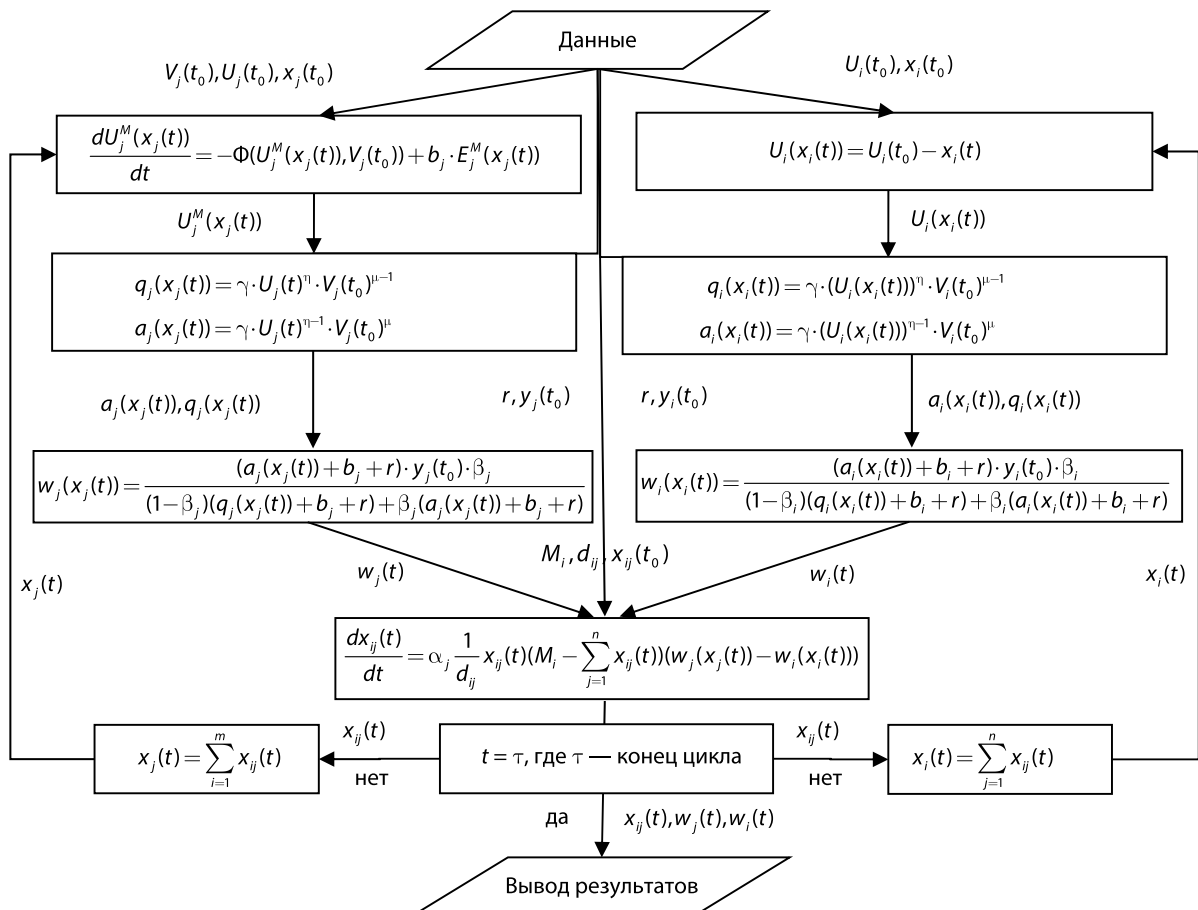 Данные
V_j(t_0), U_j(t_0), x_j(t_0)
U_i(t_0), x_i(t_0)
dU_j^M(x_j(t))/dt = −Φ(U_j^M(x_j(t)), V_j(t_0)) + b_j · E_j^M(x_j(t))
U_i(x_i(t)) = U_i(t_0) − x_i(t)
U_j^M(x_j(t))
U_i(x_i(t))
q_j(x_j(t)) = γ · U_j(t)^η · V_j(t_0)^{μ−1}
a_j(x_j(t)) = γ · U_j(t)^{η−1} · V_j(t_0)^μ
q_i(x_i(t)) = γ · (U_i(x_i(t)))^η · V_i(t_0)^{μ−1}
a_i(x_i(t)) = γ · (U_i(x_i(t)))^{η−1} · V_i(t_0)^μ
a_j(x_j(t)), q_j(x_j(t))
r, y_j(t_0)
r, y_i(t_0)
a_i(x_i(t)), q_i(x_i(t))
w_j(x_j(t)) = (a_j(x_j(t)) + b_j + r) · y_j(t_0) · β_j / (1−β_j)(q_j(x_j(t)) + b_j + r) + β_j(a_j(x_j(t)) + b_j + r)
w_i(x_i(t)) = (a_i(x_i(t)) + b_i + r) · y_i(t_0) · β_i / (1−β_i)(q_i(x_i(t)) + b_i + r) + β_i(a_i(x_i(t)) + b_i + r)
x_j(t)
w_j(t)
M_i, d_ij, x_ij(t_0)
w_i(t)
x_i(t)
dx_ij(t)/dt = α_j 1/d_ij x_ij(t)(M_i − ∑_{j=1}^{n} x_ij(t))(w_j(x_j(t)) − w_i(x_i(t)))
x_j(t) = ∑_{i=1}^{m} x_ij(t)
x_ij(t)
нет
t = τ, где τ — конец цикла
x_ij(t)
нет
x_i(t) = ∑_{j=1}^{n} x_ij(t)
да
x_ij(t), w_j(t), w_i(t)
Вывод результатов